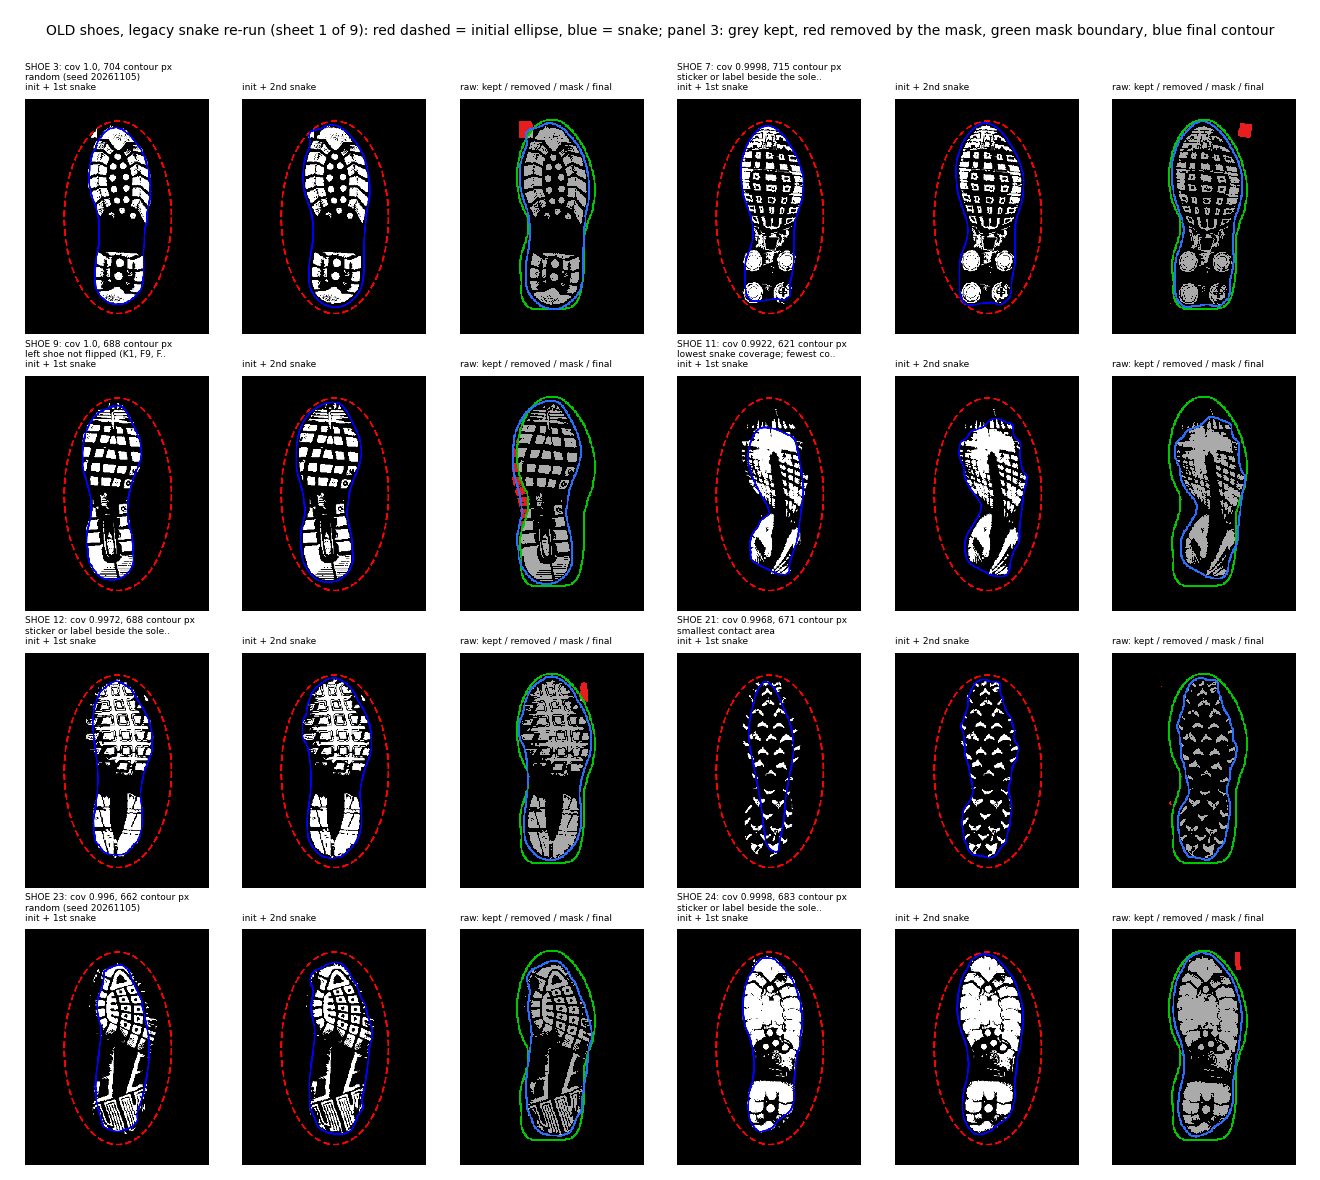 OLD shoes, legacy snake re-run (sheet 1 of 9): red dashed = initial ellipse, blue = snake; panel 3: grey kept, red removed by the mask, green mask boundary, blue final contour
SHOE 3: cov 1.0, 704 contour px
random (seed 20261105)
init + 1st snake
init + 2nd snake
raw: kept / removed / mask / final
SHOE 7: cov 0.9998, 715 contour px
sticker or label beside the sole..
init + 1st snake
init + 2nd snake
raw: kept / removed / mask / final
SHOE 9: cov 1.0, 688 contour px
left shoe not flipped (K1, F9, F..
init + 1st snake
init + 2nd snake
raw: kept / removed / mask / final
SHOE 11: cov 0.9922, 621 contour px
lowest snake coverage; fewest co..
init + 1st snake
init + 2nd snake
raw: kept / removed / mask / final
SHOE 12: cov 0.9972, 688 contour px
sticker or label beside the sole..
init + 1st snake
init + 2nd snake
raw: kept / removed / mask / final
SHOE 21: cov 0.9968, 671 contour px
smallest contact area
init + 1st snake
init + 2nd snake
raw: kept / removed / mask / final
SHOE 23: cov 0.996, 662 contour px
random (seed 20261105)
init + 1st snake
init + 2nd snake
raw: kept / removed / mask / final
SHOE 24: cov 0.9998, 683 contour px
sticker or label beside the sole..
init + 1st snake
init + 2nd snake
raw: kept / removed / mask / final